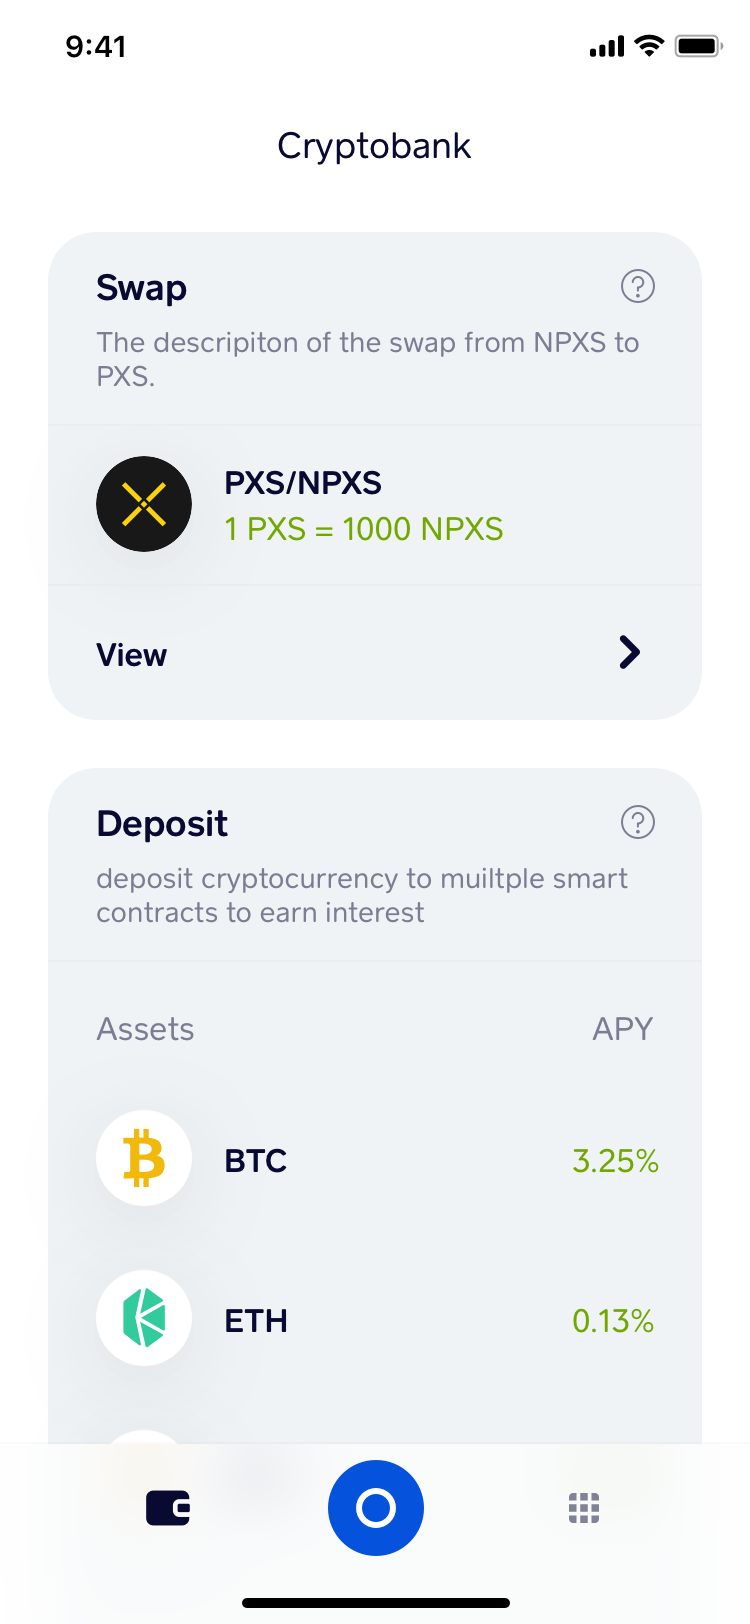 9:41
Cryptobank
Swap
The descripiton of the swap from NPXS to
PXS.
PXS/NPXS
1 PXS = 1000 NPXS
View
Deposit
deposit cryptocurrency to muiltple smart
contracts to earn interest
Assets APY
BTC 3.25%
ETH 0.13%